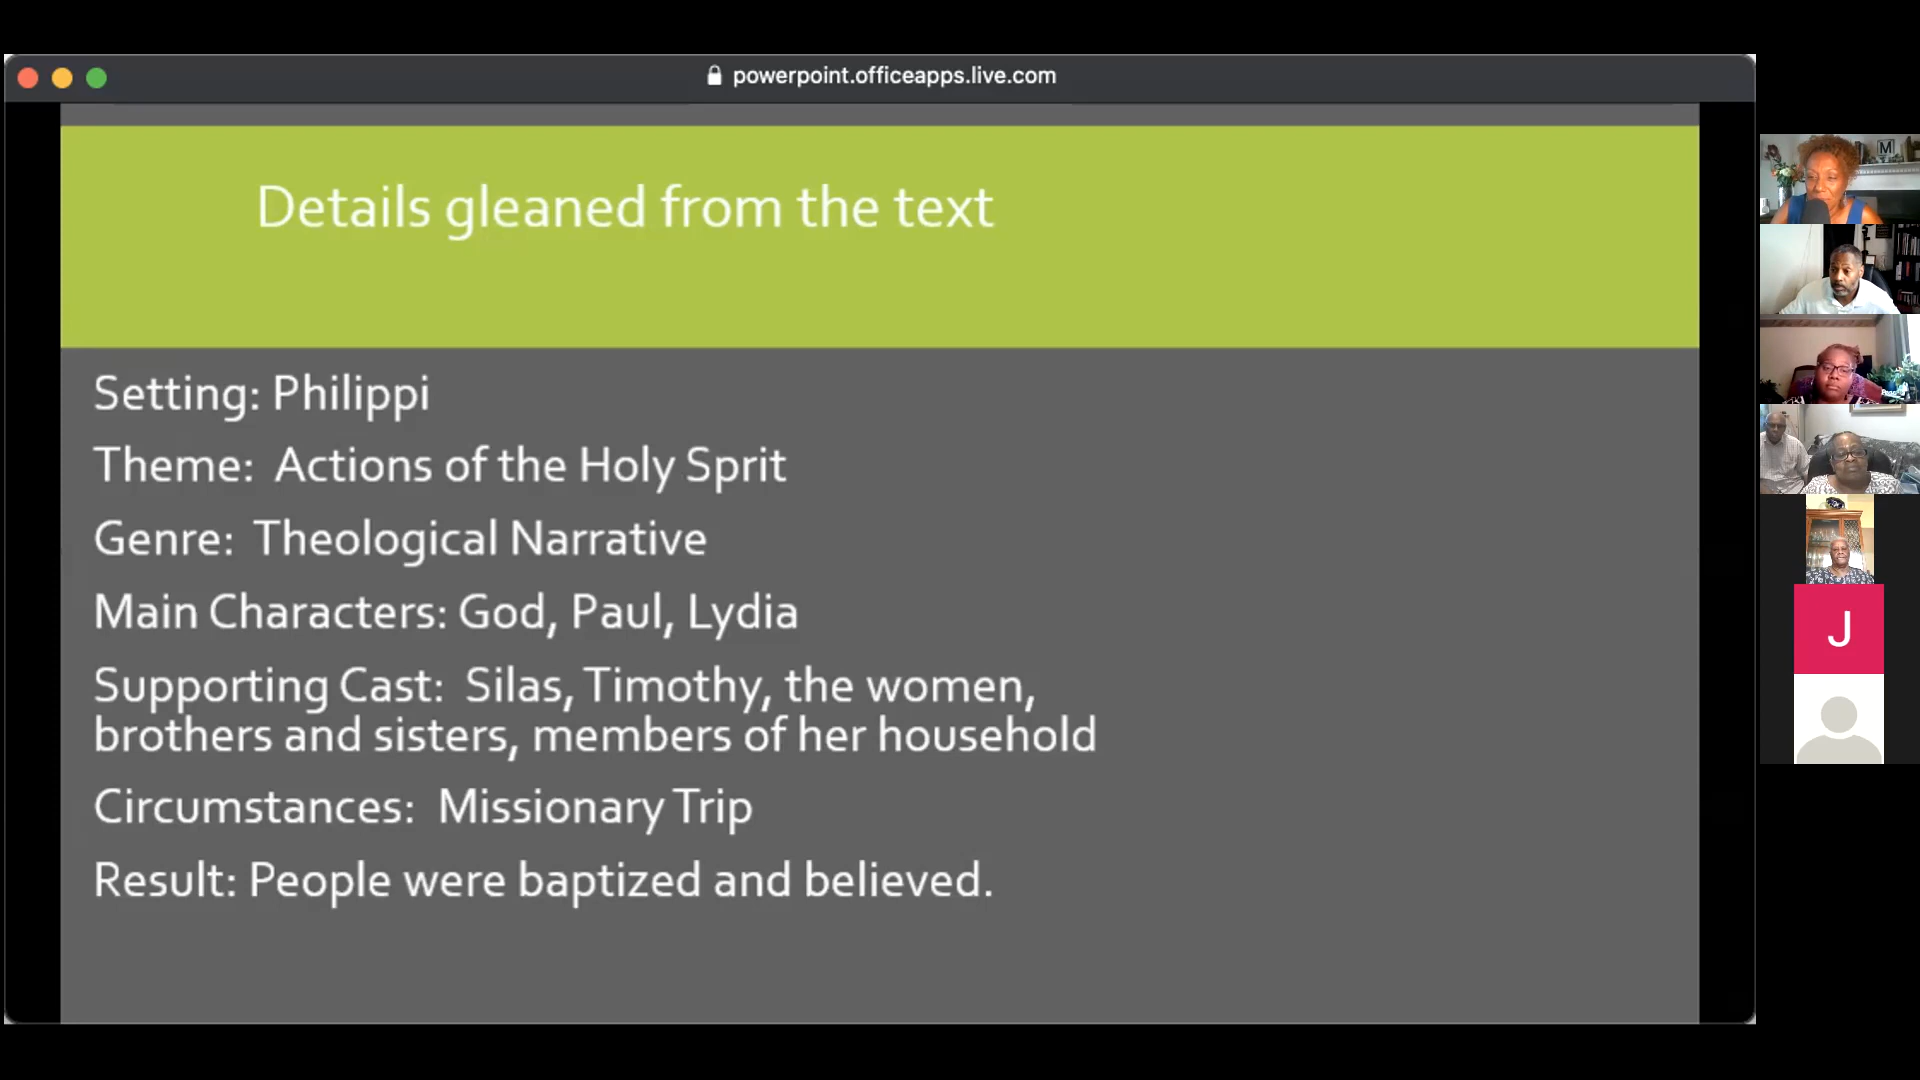 powerpoint.officeapps.live.com
Details gleaned from the text
Setting: Philippi
Theme: Actions of the Holy Sprit
Genre: Theological Narrative
Main Characters: God, Paul, Lydia
Supporting Cast: Silas, Timothy, the women,
brothers and sisters, members of her household
Circumstances: Missionary Trip
Result: People were baptized and believed.
M
J